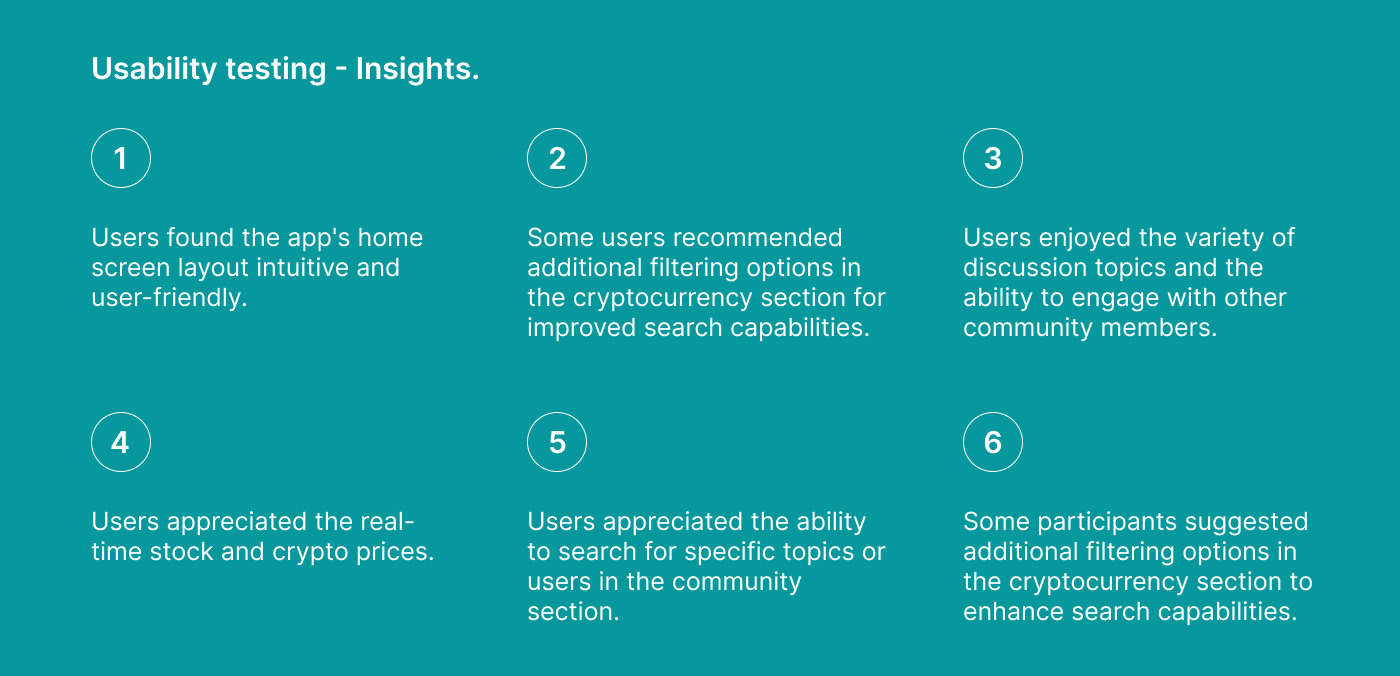 Usability testing - Insights.
1
Users found the app's home
screen layout intuitive and
user-friendly.
2
Some users recommended
additional filtering options in
the cryptocurrency section for
improved search capabilities.
3
Users enjoyed the variety of
discussion topics and the
ability to engage with other
community members.
4
Users appreciated the real-
time stock and crypto prices.
5
Users appreciated the ability
to search for specific topics or
users in the community
section.
6
Some participants suggested
additional filtering options in
the cryptocurrency section to
enhance search capabilities.